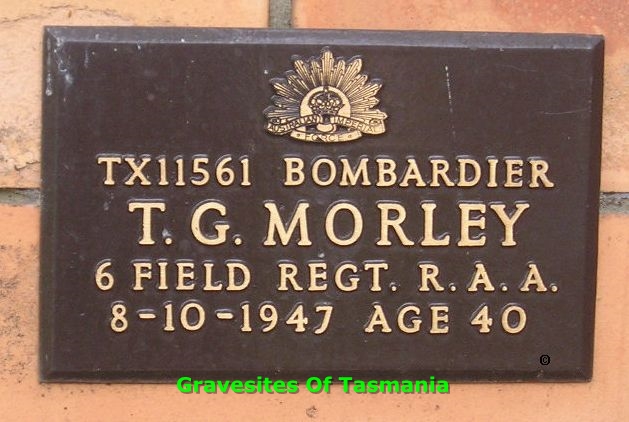 AUSTRALIAN IMPERIAL
FORCE
TX11561 BOMBARDIER
T. G. MORLEY
6 FIELD REGT. R. A. A.
8-10-1947 AGE 40
©
Gravesites Of Tasmania